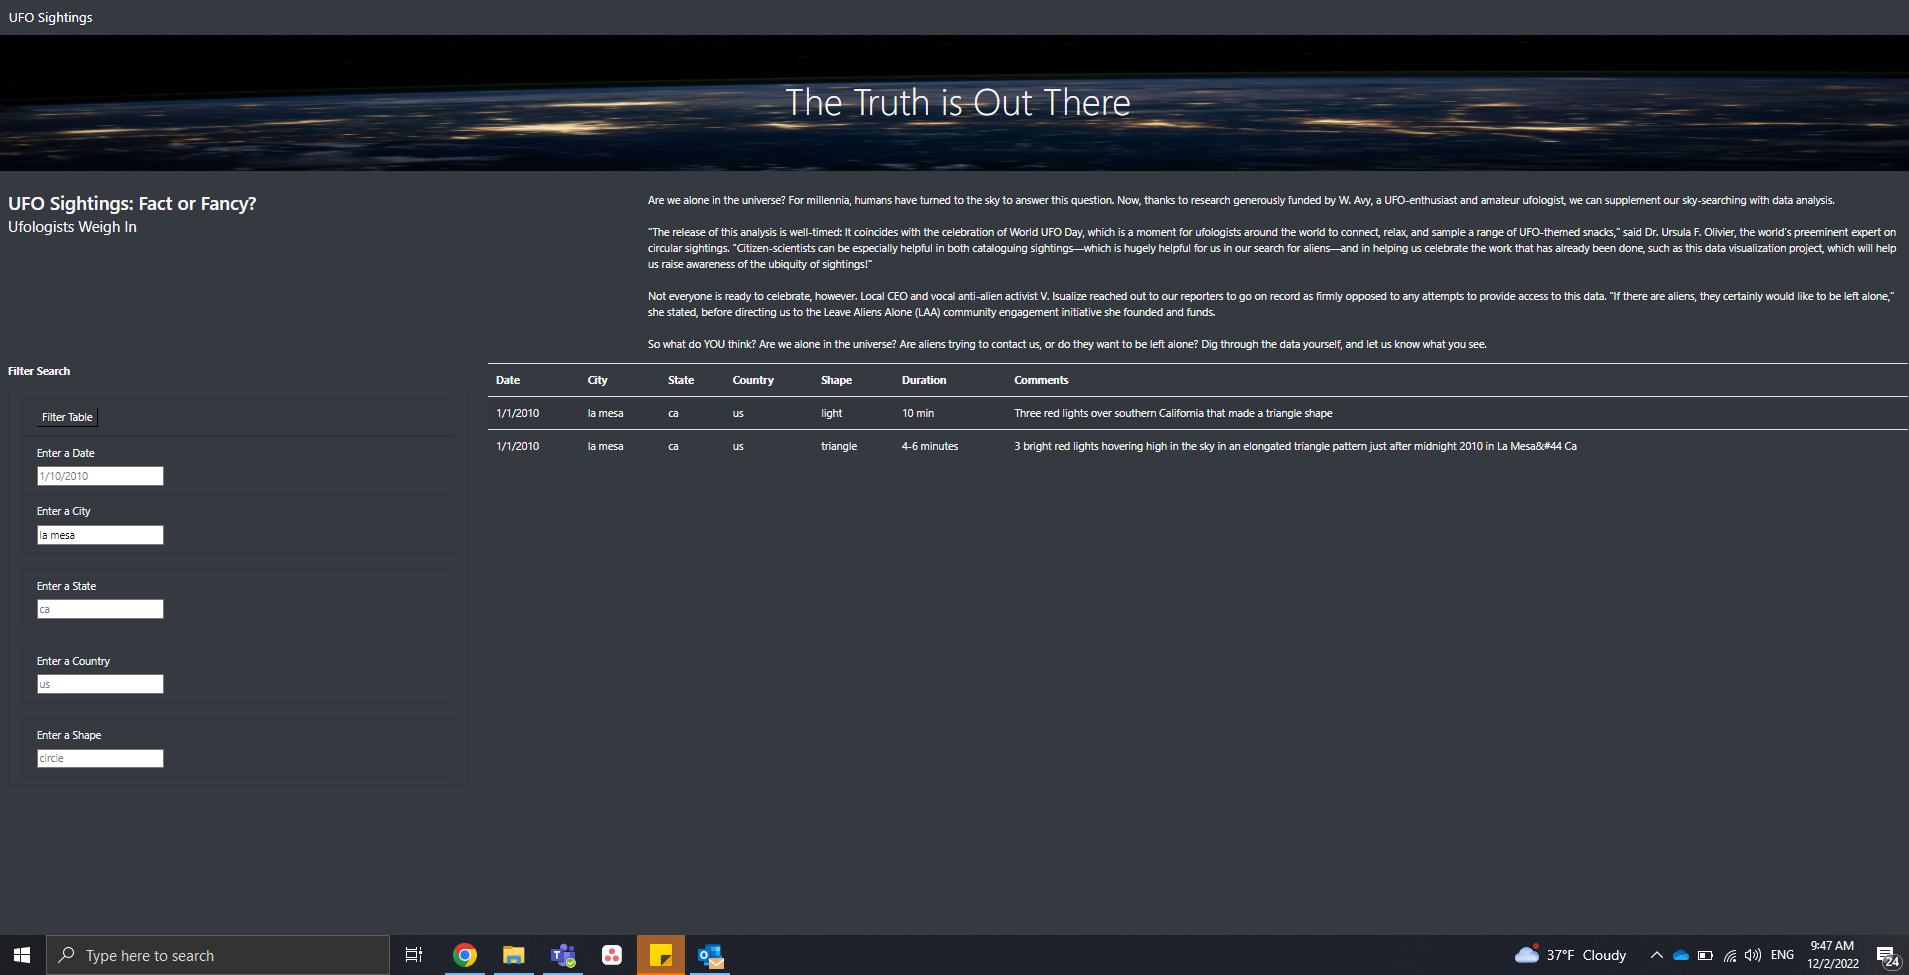 UFO Sightings
The Truth is Out There
UFO Sightings: Fact or Fancy?
Ufologists Weigh In
Are we alone in the universe? For millennia, humans have turned to the sky to answer this question. Now, thanks to research generously funded by W. Avy, a UFO-enthusiast and amateur ufologist, we can supplement our sky-searching with data analysis.
"The release of this analysis is well-timed: It coincides with the celebration of World UFO Day, which is a moment for ufologists around the world to connect, relax, and sample a range of UFO-themed snacks," said Dr. Ursula F. Olivier, the world's preeminent expert on
circular sightings. "Citizen-scientists can be especially helpful in both cataloguing sightings—which is hugely helpful for us in our search for aliens—and in helping us celebrate the work that has already been done, such as this data visualization project, which will help
us raise awareness of the ubiquity of sightings!"
Not everyone is ready to celebrate, however. Local CEO and vocal anti-alien activist V. Isualize reached out to our reporters to go on record as firmly opposed to any attempts to provide access to this data. "If there are aliens, they certainly would like to be left alone,"
she stated, before directing us to the Leave Aliens Alone (LAA) community engagement initiative she founded and funds.
So what do YOU think? Are we alone in the universe? Are aliens trying to contact us, or do they want to be left alone? Dig through the data yourself, and let us know what you see.
Filter Search
Filter Table
Enter a Date
1/10/2010
Enter a City
la mesa
Enter a State
ca
Enter a Country
us
Enter a Shape
circle
Date City State Country Shape Duration Comments
1/1/2010 la mesa ca us light 10 min Three red lights over southern California that made a triangle shape
1/1/2010 la mesa ca us triangle 4-6 minutes 3 bright red lights hovering high in the sky in an elongated triangle pattern just after midnight 2010 in La Mesa&#44 Ca
Type here to search
37°F Cloudy
ENG
9:47 AM
12/2/2022
24